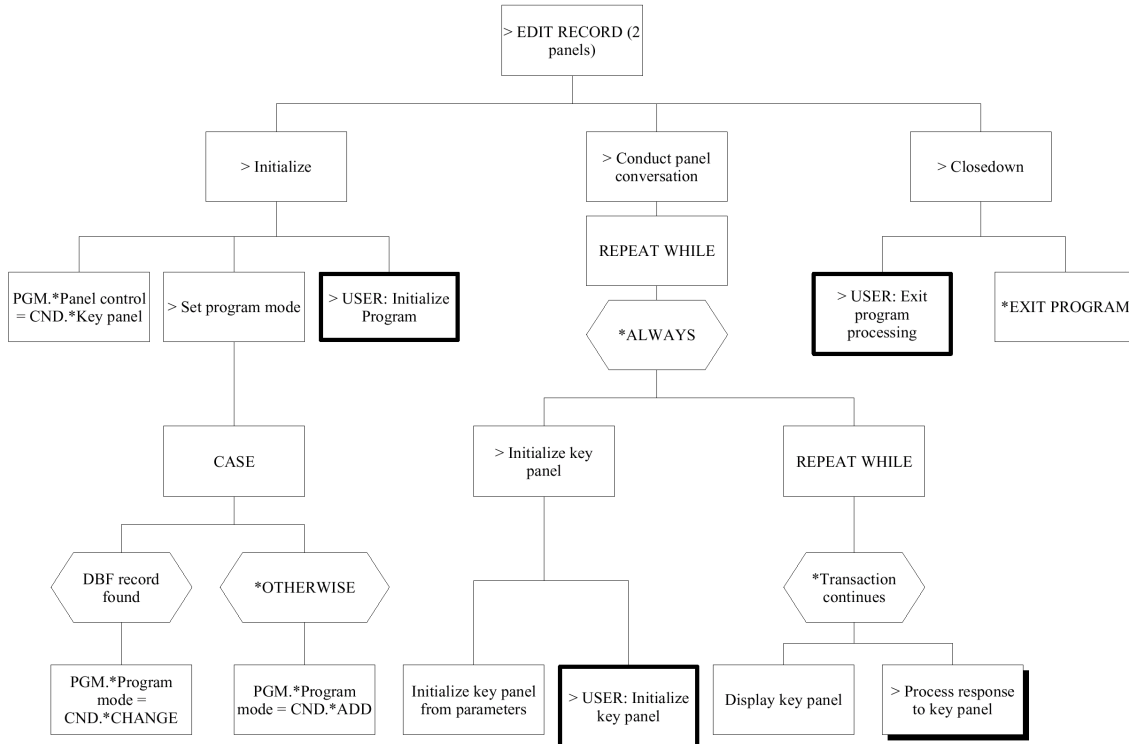 > EDIT RECORD (2
panels)
> Initialize
> Conduct panel
conversation
> Closedown
REPEAT WHILE
PGM.*Panel control
= CND.*Key panel
> Set program mode
> USER: Initialize
Program
*ALWAYS
> USER: Exit
program
processing
*EXIT PROGRAM
CASE
> Initialize key
panel
REPEAT WHILE
DBF record
found
*OTHERWISE
*Transaction
continues
PGM.*Program
mode =
CND.*CHANGE
PGM.*Program
mode = CND.*ADD
Initialize key panel
from parameters
> USER: Initialize
key panel
Display key panel
> Process response
to key panel